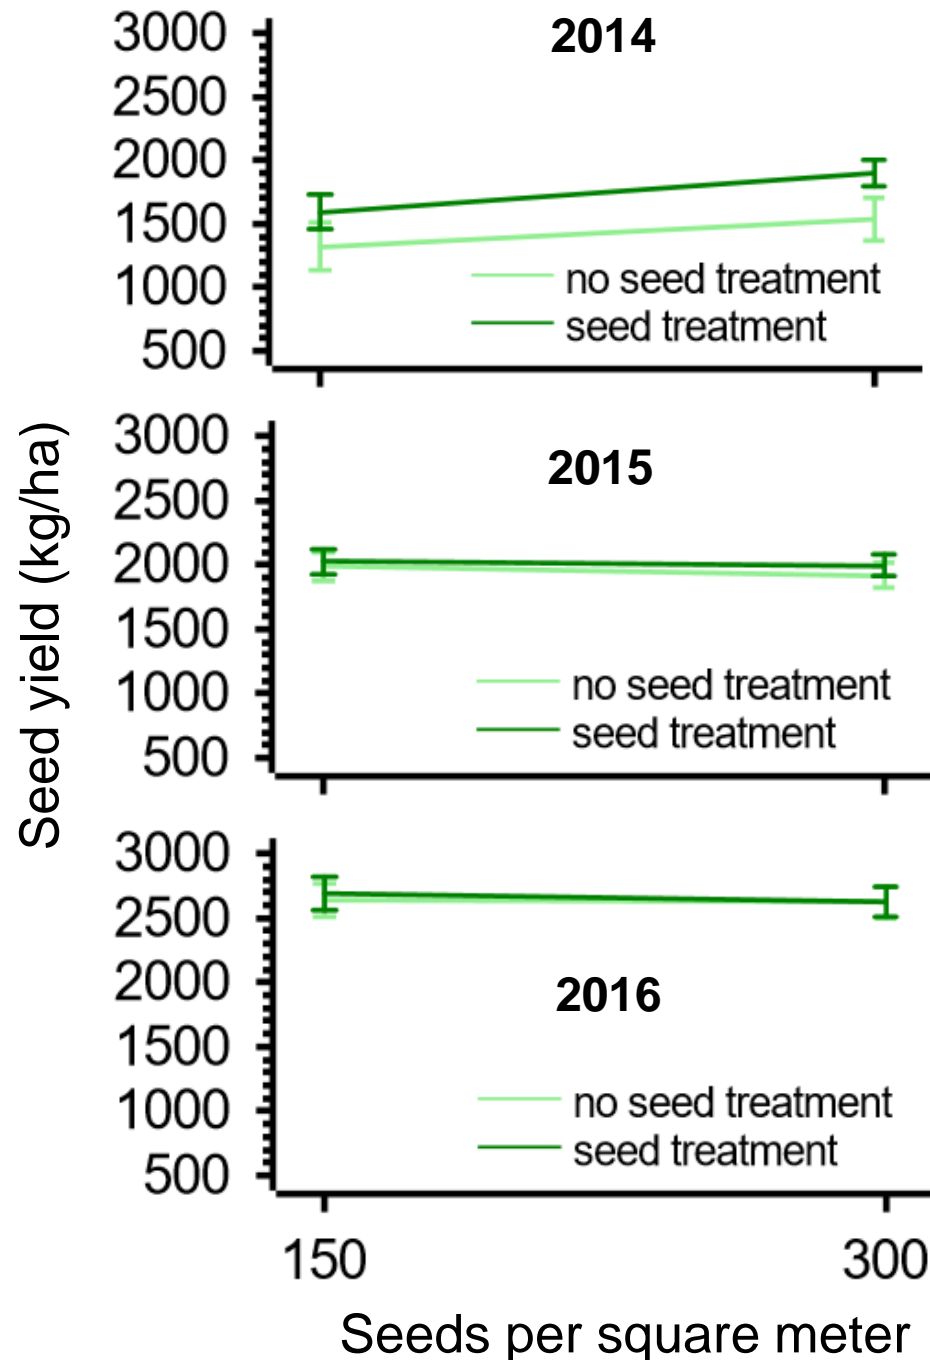 2014
3000
2500
2000
1500
1000
500
no seed treatment
seed treatment
Seed yield (kg/ha)
2015
3000
2500
2000
1500
1000
500
no seed treatment
seed treatment
3000
2500
2000
2016
1500
1000
500
no seed treatment
seed treatment
150 300
Seeds per square meter